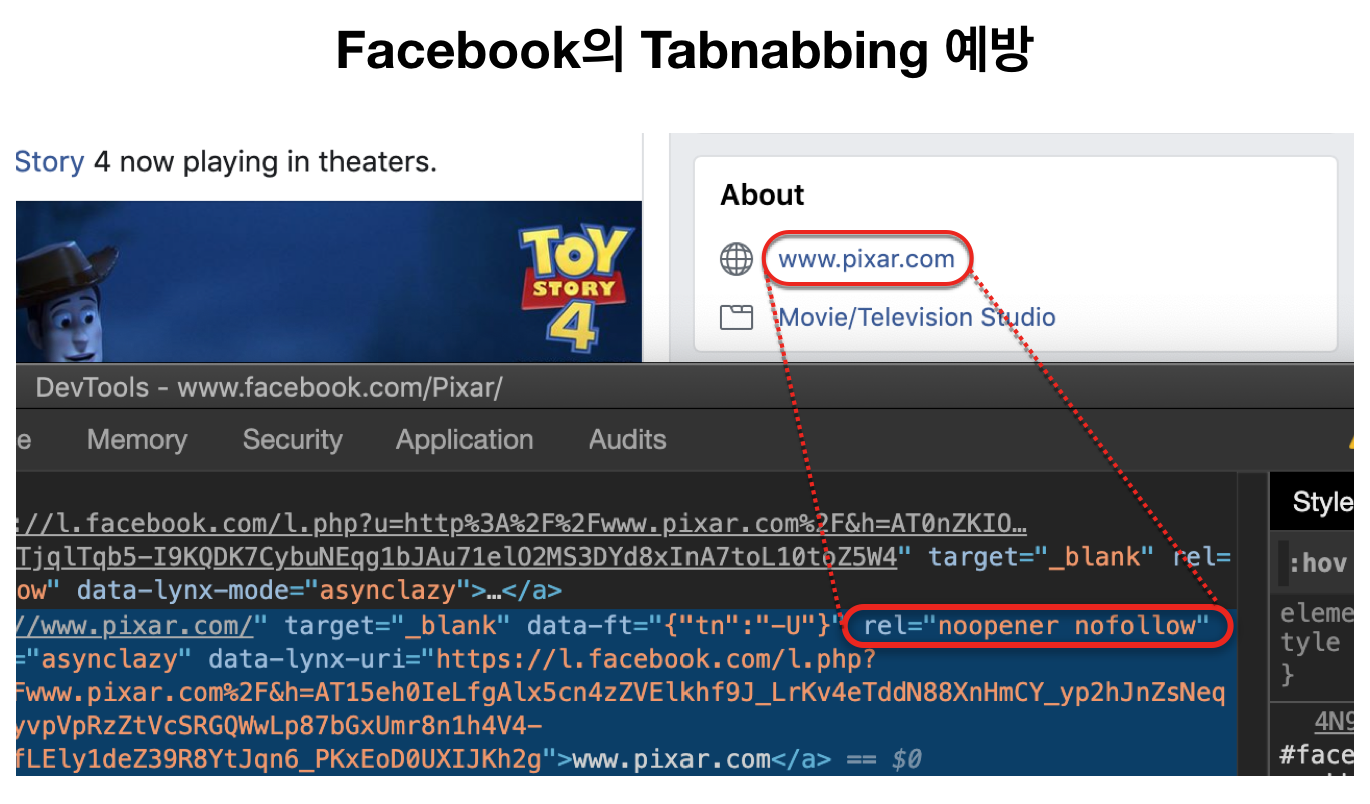 Facebook의 Tabnabbing 예방
Story 4 now playing in theaters.
TOY
STORY
4
About
www.pixar.com
Movie/Television Studio
DevTools - www.facebook.com/Pixar/
e Memory Security Application Audits
://l.facebook.com/l.php?u=http%3A%2F%2Fwww.pixar.com%2F&h=AT0nZKIO…
TjqlTqb5-I9KQDK7CybuNEqg1bJAu71elO2MS3DYd8xInA7toL10toZ5W4" target="_blank" rel=
ow" data-lynx-mode="asynclazy">…</a>
//www.pixar.com/" target="_blank" data-ft="{"tn":"-U"}" rel="noopener nofollow"
="asynclazy" data-lynx-uri="https://l.facebook.com/l.php?
Fwww.pixar.com%2F&h=AT15eh0IeLfgAlx5cn4zZVElkhf9J_LrKv4eTddN88XnHmCY_yp2hJnZsNeq
yvpVpRzZtVcSRGQWwLp87bGxUmr8n1h4V4-
fLEly1deZ39R8YtJqn6_PKxEoD0UXIJKh2g">www.pixar.com</a> == $0
Style
:hov
eleme
tyle
}
4N9
#face